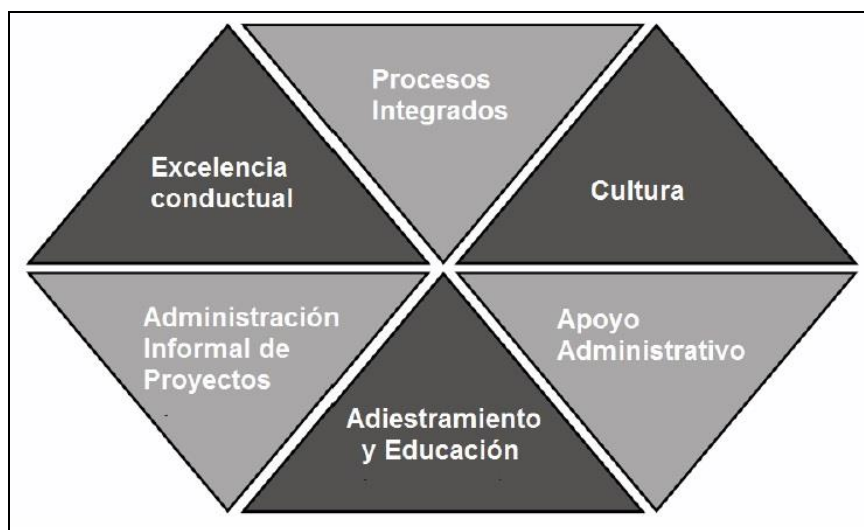 Procesos
Integrados
Excelencia
conductual
Cultura
Administración
Informal de
Proyectos
Apoyo
Administrativo
Adiestramiento
y Educación